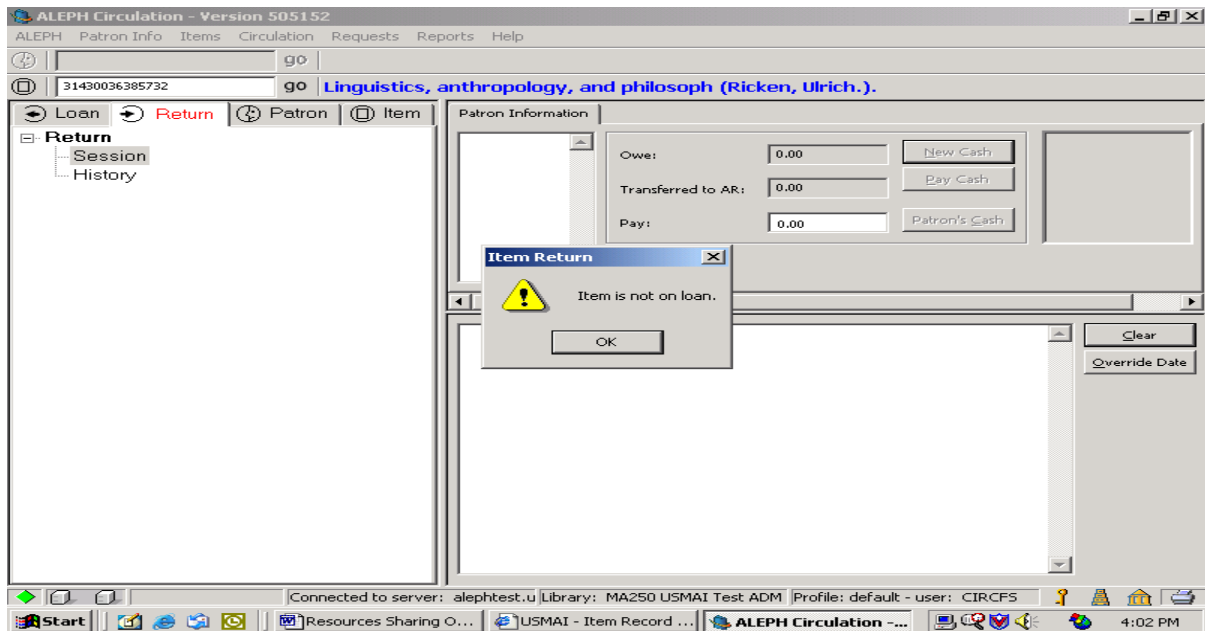 ALEPH Circulation - Version 505152
ALEPH Patron Info Items Circulation Requests Reports Help
go
31430036385732 go Linguistics, anthropology, and philosoph (Ricken, Ulrich.).
Loan Return Patron Item
Patron Information
Return
Session
History
Owe: 0.00 New Cash
Transferred to AR: 0.00 Pay Cash
Pay: 0.00 Patron's Cash
Item Return
Item is not on loan.
OK
Clear
Override Date
Connected to server: alephtest.u Library: MA250 USMAI Test ADM Profile: default - user: CIRCFS
Start Resources Sharing O... USMAI - Item Record ... ALEPH Circulation -... 4:02 PM